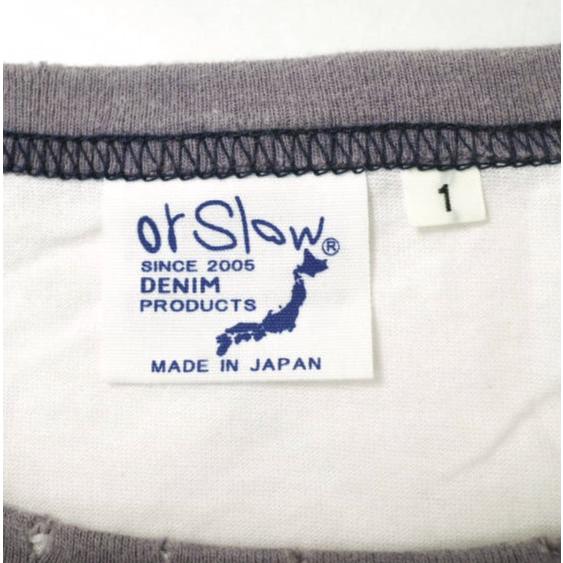 orSlow®
1
SINCE 2005
DENIM
PRODUCTS
MADE IN JAPAN